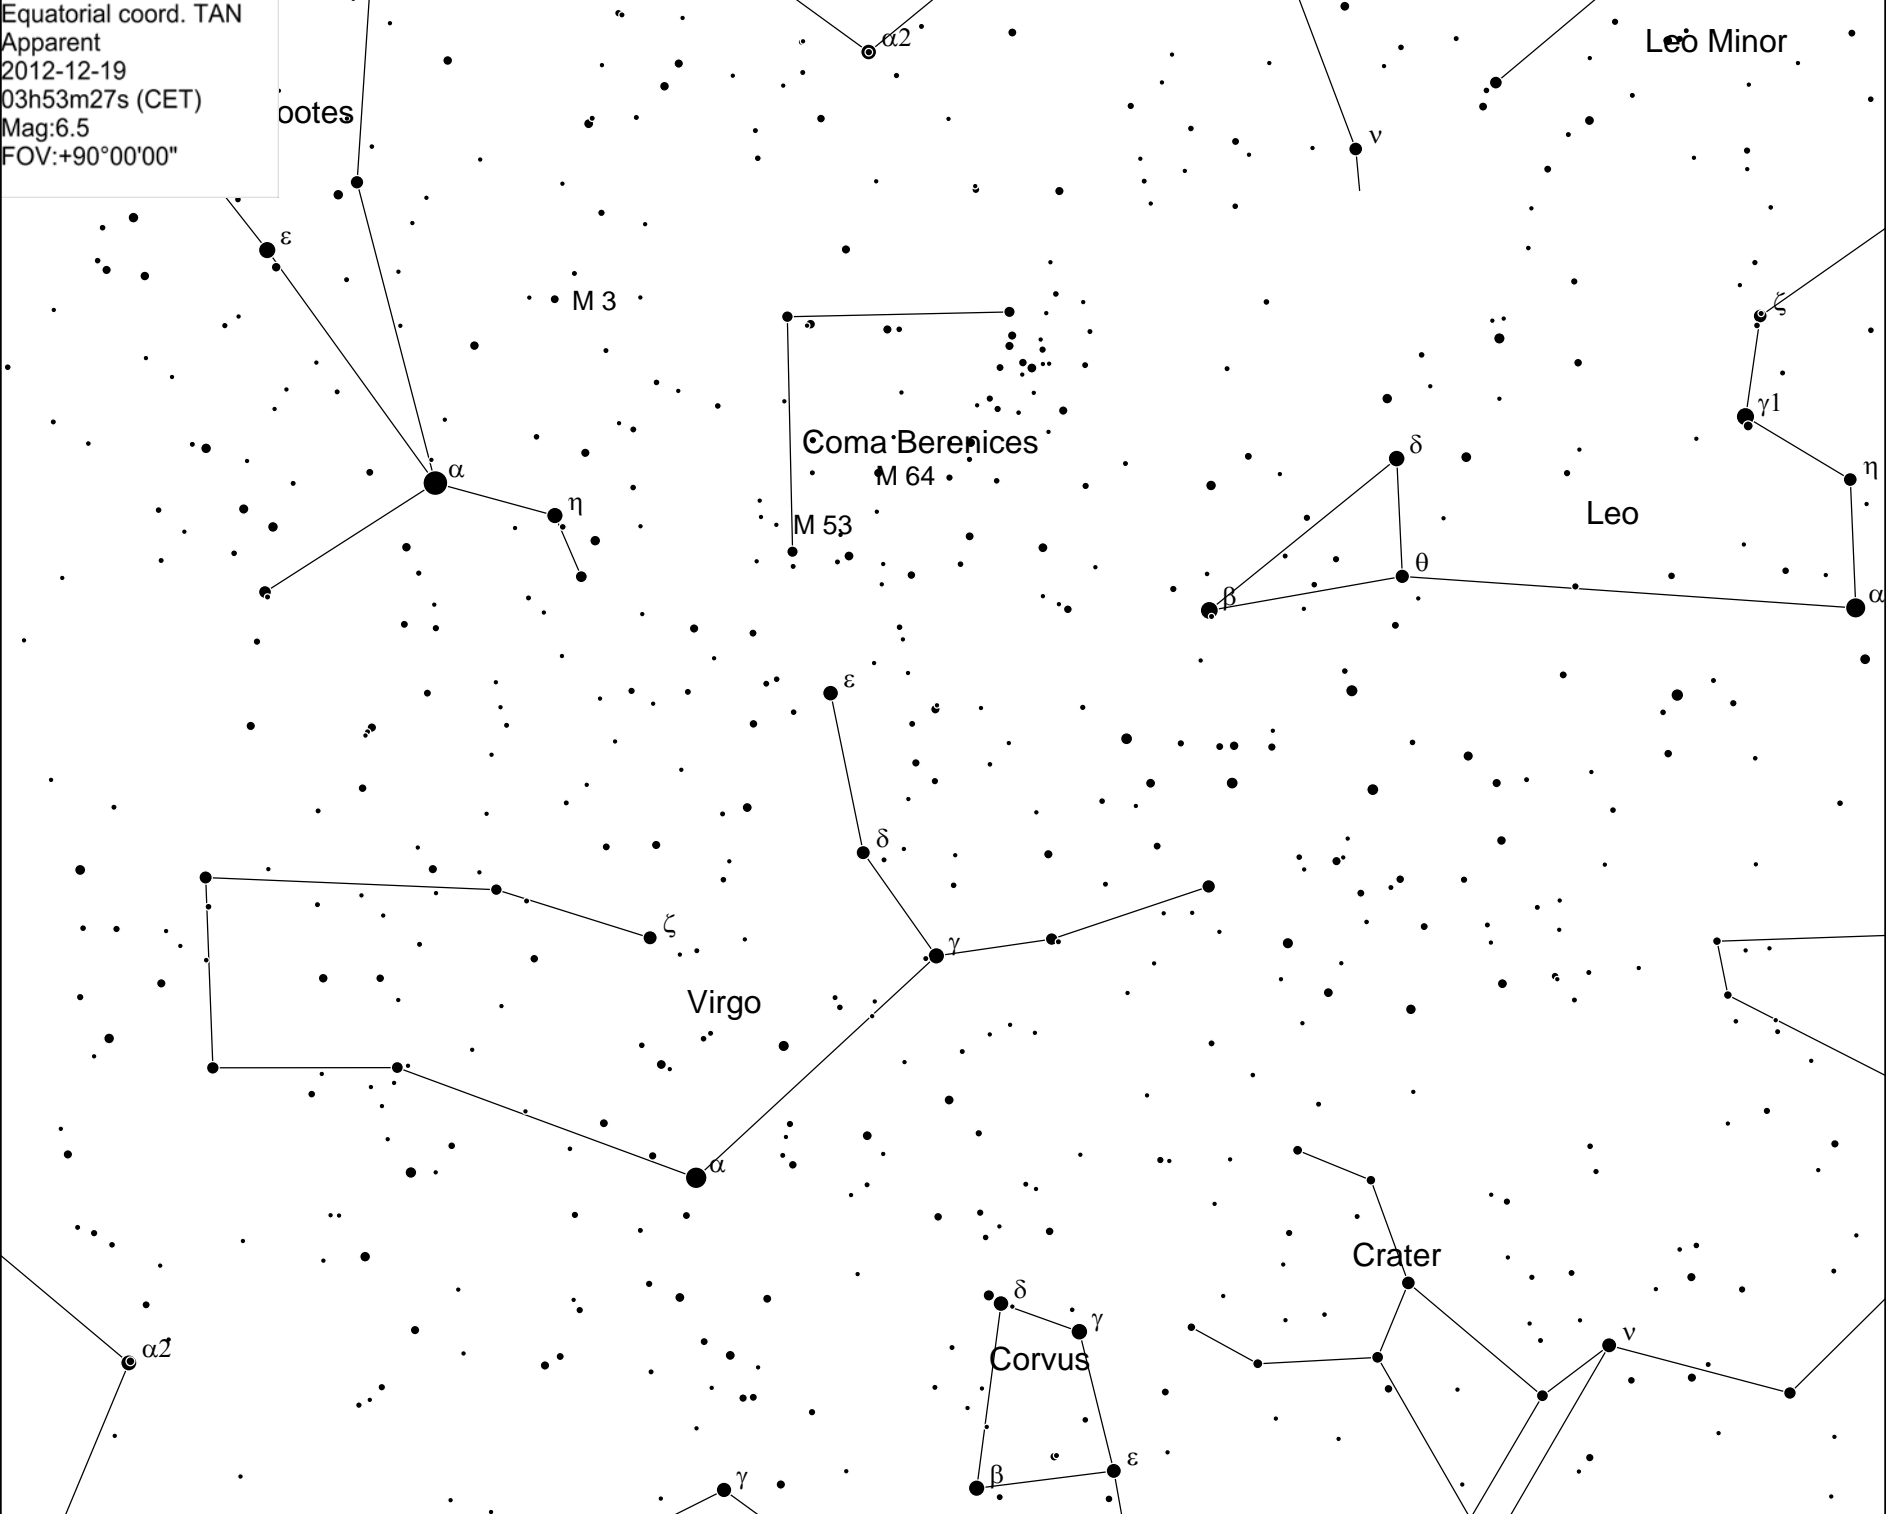 Equatorial coord. TAN
Apparent
2012-12-19
03h53m27s (CET)
Mag:6.5
FOV:+90°00'00"
α2
Leo Minor
ootes
ν
ε
M 3
ζ
γ1
Coma Berenices
δ
α
M 64
η
η
Leo
M 53
θ
β
α
ε
δ
ζ
γ
Virgo
α
Crater
δ
γ
ν
α2
Corvus
ε
β
γ